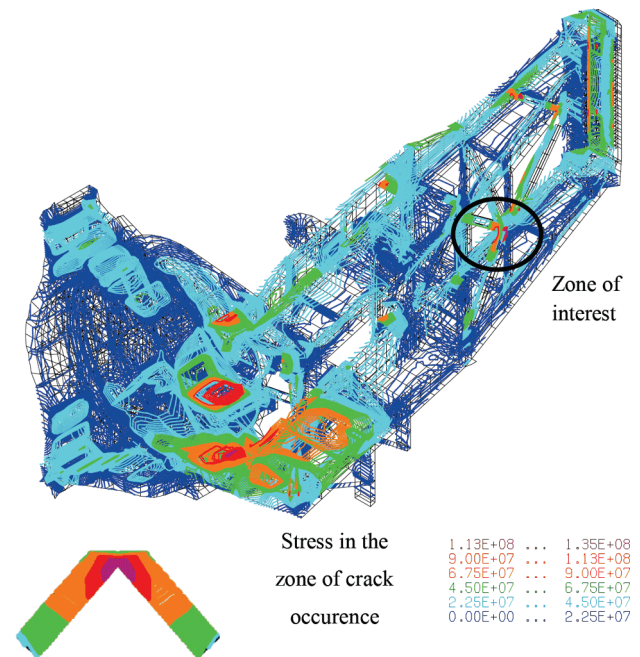 Zone of
interest
Stress in the
zone of crack
occurence
1.13E+08 ... 1.35E+08
9.00E+07 ... 1.13E+08
6.75E+07 ... 9.00E+07
4.50E+07 ... 6.75E+07
2.25E+07 ... 4.50E+07
0.00E+00 ... 2.25E+07